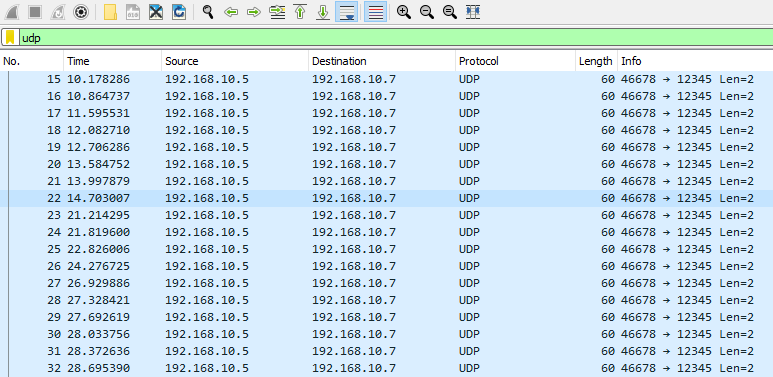 udp
No. Time Source Destination Protocol Length Info
15 10.178286 192.168.10.5 192.168.10.7 UDP 60 46678 → 12345 Len=2
16 10.864737 192.168.10.5 192.168.10.7 UDP 60 46678 → 12345 Len=2
17 11.595531 192.168.10.5 192.168.10.7 UDP 60 46678 → 12345 Len=2
18 12.082710 192.168.10.5 192.168.10.7 UDP 60 46678 → 12345 Len=2
19 12.706286 192.168.10.5 192.168.10.7 UDP 60 46678 → 12345 Len=2
20 13.584752 192.168.10.5 192.168.10.7 UDP 60 46678 → 12345 Len=2
21 13.997879 192.168.10.5 192.168.10.7 UDP 60 46678 → 12345 Len=2
22 14.703007 192.168.10.5 192.168.10.7 UDP 60 46678 → 12345 Len=2
23 21.214295 192.168.10.5 192.168.10.7 UDP 60 46678 → 12345 Len=2
24 21.819600 192.168.10.5 192.168.10.7 UDP 60 46678 → 12345 Len=2
25 22.826006 192.168.10.5 192.168.10.7 UDP 60 46678 → 12345 Len=2
26 24.276725 192.168.10.5 192.168.10.7 UDP 60 46678 → 12345 Len=2
27 26.929886 192.168.10.5 192.168.10.7 UDP 60 46678 → 12345 Len=2
28 27.328421 192.168.10.5 192.168.10.7 UDP 60 46678 → 12345 Len=2
29 27.692619 192.168.10.5 192.168.10.7 UDP 60 46678 → 12345 Len=2
30 28.033756 192.168.10.5 192.168.10.7 UDP 60 46678 → 12345 Len=2
31 28.372636 192.168.10.5 192.168.10.7 UDP 60 46678 → 12345 Len=2
32 28.695390 192.168.10.5 192.168.10.7 UDP 60 46678 → 12345 Len=2